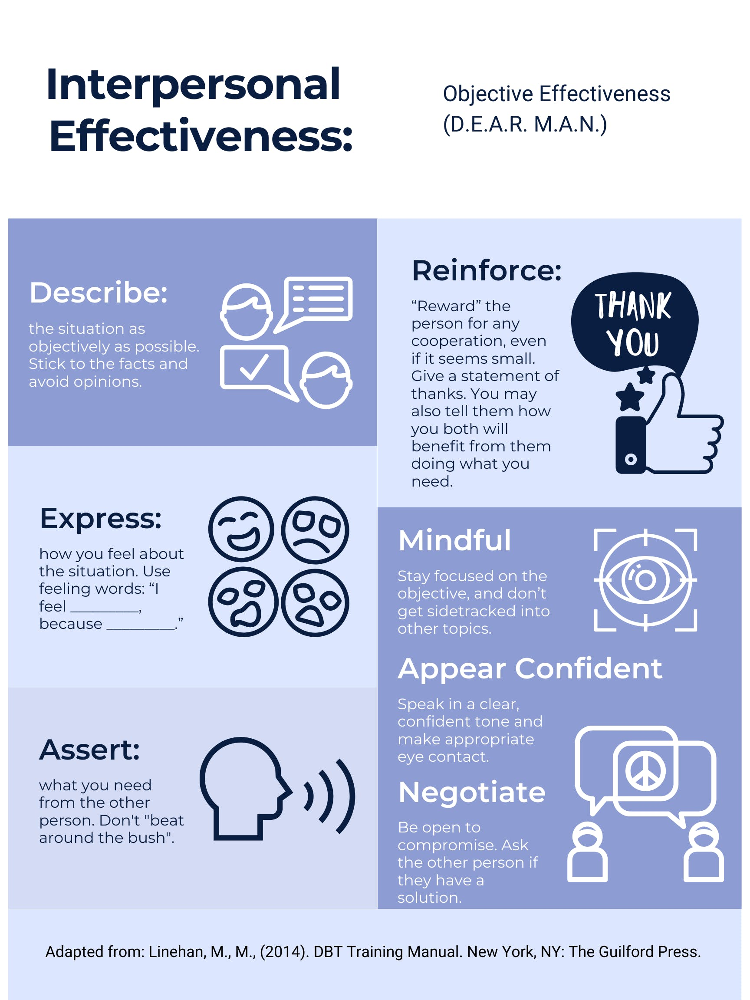 Interpersonal
Effectiveness:
Objective Effectiveness
(D.E.A.R. M.A.N.)
Describe:
the situation as
objectively as possible.
Stick to the facts and
avoid opinions.
Express:
how you feel about
the situation. Use
feeling words: “I
feel _________,
because _________.”
Assert:
what you need
from the other
person. Don't "beat
around the bush".
Reinforce:
“Reward” the
person for any
cooperation, even
if it seems small.
Give a statement of
thanks. You may
also tell them how
you both will
benefit from them
doing what you
need.
THANK
YOU
Mindful
Stay focused on the
objective, and don’t
get sidetracked into
other topics.
Appear Confident
Speak in a clear,
confident tone and
make appropriate
eye contact.
Negotiate
Be open to
compromise. Ask
the other person if
they have a
solution.
Adapted from: Linehan, M., M., (2014). DBT Training Manual. New York, NY: The Guilford Press.